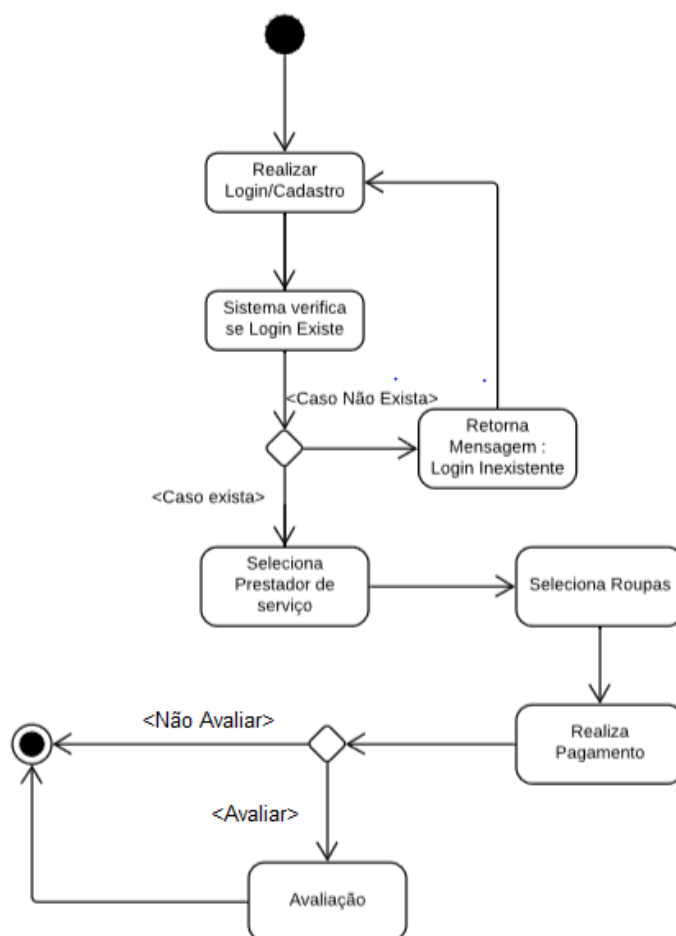 Realizar
Login/Cadastro
Sistema verifica
se Login Existe
<Caso Não Exista>
Retorna
Mensagem :
Login Inexistente
<Caso exista>
Seleciona
Prestador de
serviço
Seleciona Roupas
Realiza
Pagamento
<Não Avaliar>
<Avaliar>
Avaliação